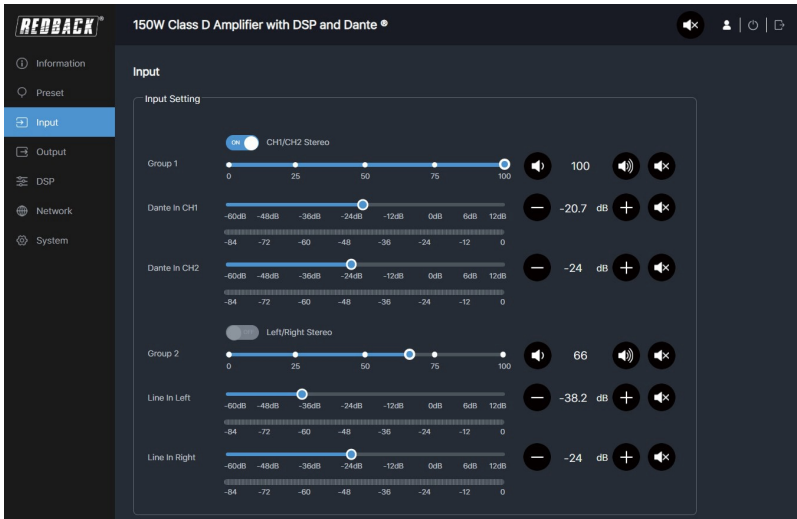 REDBACK®
150W Class D Amplifier with DSP and Dante ®
Information
Preset
Input
Output
DSP
Network
System
Input
Input Setting
ON CH1/CH2 Stereo
Group 1
0 25 50 75 100
100
Dante In CH1
-60dB -48dB -36dB -24dB -12dB 0dB 6dB 12dB
-20.7 dB
-84 -72 -60 -48 -36 -24 -12 0
Dante In CH2
-60dB -48dB -36dB -24dB -12dB 0dB 6dB 12dB
-24 dB
-84 -72 -60 -48 -36 -24 -12 0
Left/Right Stereo
Group 2
0 25 50 75 100
66
Line In Left
-60dB -48dB -36dB -24dB -12dB 0dB 6dB 12dB
-38.2 dB
-84 -72 -60 -48 -36 -24 -12 0
Line In Right
-60dB -48dB -36dB -24dB -12dB 0dB 6dB 12dB
-24 dB
-84 -72 -60 -48 -36 -24 -12 0